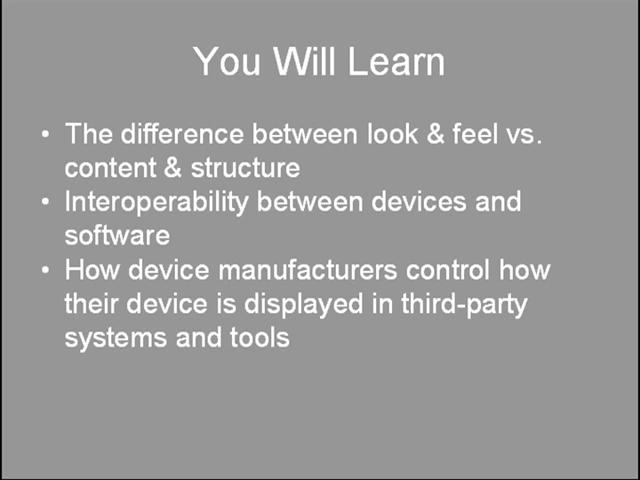 You Will Learn
• The difference between look & feel vs.
content & structure
• Interoperability between devices and
software
• How device manufacturers control how
their device is displayed in third-party
systems and tools